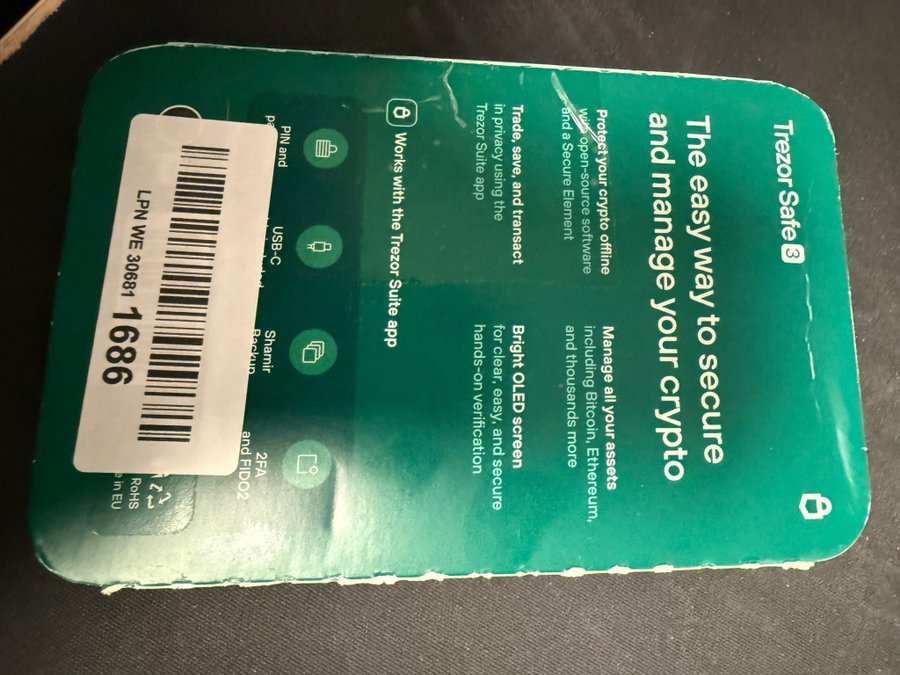 Trezor Safe 3
The easy way to secure
and manage your crypto
Protect your crypto offline
with open-source software
and a Secure Element
Manage all your assets
including Bitcoin, Ethereum,
and thousands more
Trade, save, and transact
in privacy using the
Trezor Suite app
Bright OLED screen
for clear, easy, and secure
hands-on verification
Works with the Trezor Suite app
PIN and
USB-C
Shamir
Backup
2FA
and FIDO2
LPN WE 30681 1686
RoHS
in EU